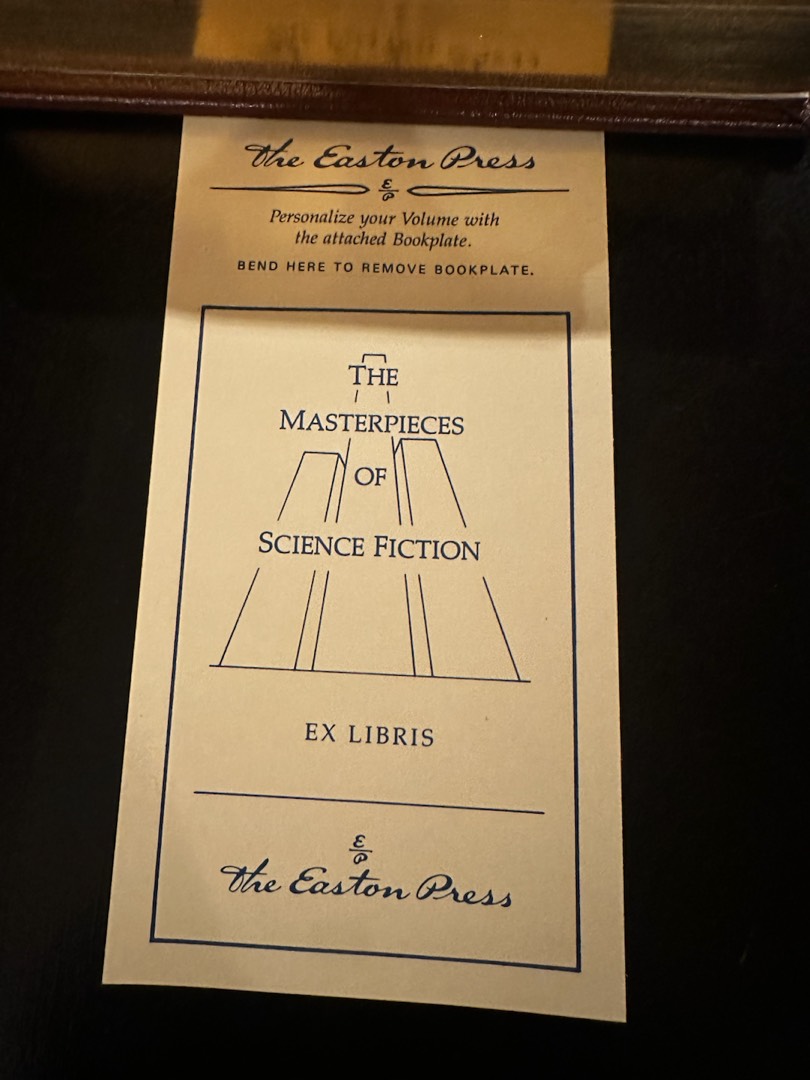 The Easton Press
E
P
Personalize your Volume with
the attached Bookplate.
BEND HERE TO REMOVE BOOKPLATE.
THE
MASTERPIECES
OF
SCIENCE FICTION
EX LIBRIS
E
P
The Easton Press